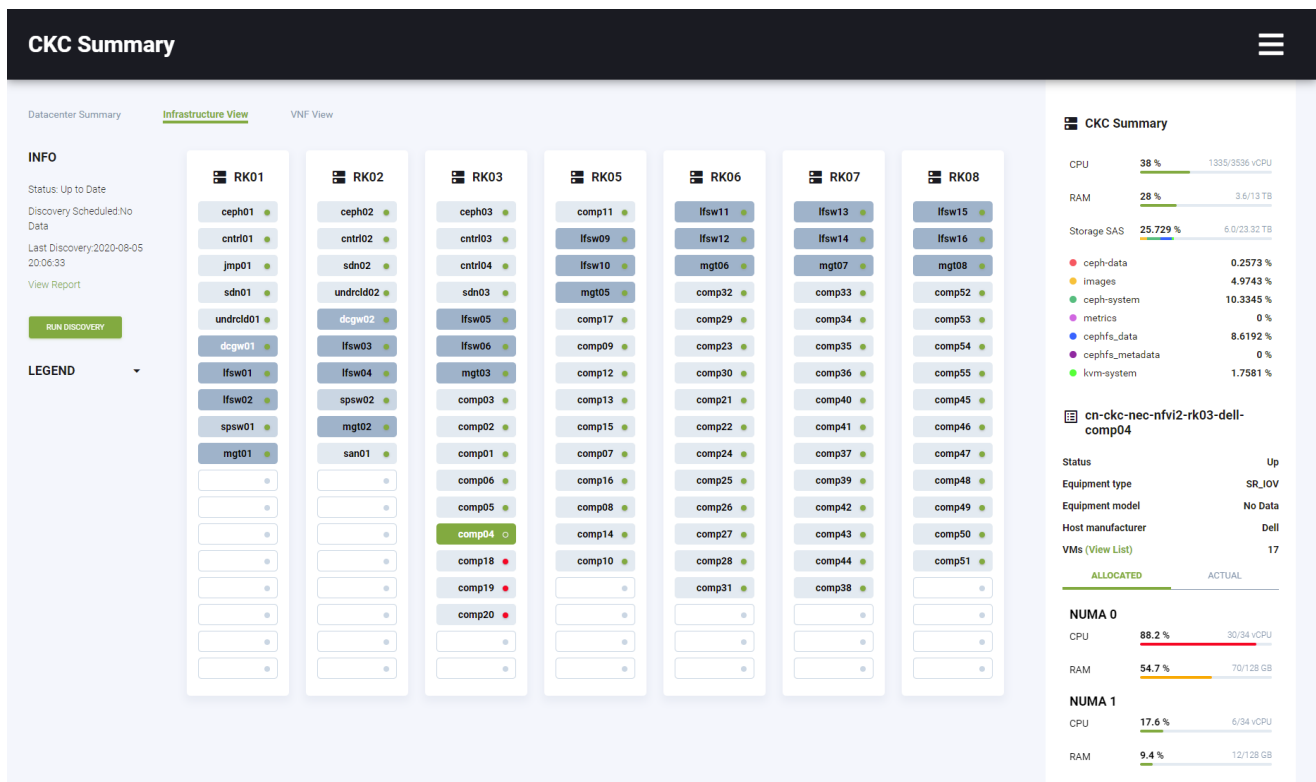 CKC Summary
Datacenter Summary
Infrastructure View
VNF View
INFO
Status: Up to Date
Discovery Scheduled:No
Data
Last Discovery:2020-08-05
20:06:33
View Report
RUN DISCOVERY
LEGEND
RK01
ceph01
cntrl01
jmp01
sdn01
undrcld01
dcgw01
lfsw01
lfsw02
spsw01
mgt01
RK02
ceph02
cntrl02
sdn02
undrcld02
dcgw02
lfsw03
lfsw04
spsw02
mgt02
san01
RK03
ceph03
cntrl03
cntrl04
sdn03
lfsw05
lfsw06
mgt03
comp03
comp02
comp01
comp06
comp05
comp04
comp18
comp19
comp20
RK05
comp11
lfsw09
lfsw10
mgt05
comp17
comp09
comp12
comp13
comp15
comp07
comp16
comp08
comp14
comp10
RK06
lfsw11
lfsw12
mgt06
comp32
comp29
comp23
comp30
comp21
comp22
comp24
comp25
comp26
comp27
comp28
comp31
RK07
lfsw13
lfsw14
mgt07
comp33
comp34
comp35
comp36
comp40
comp41
comp37
comp39
comp42
comp43
comp44
comp38
RK08
lfsw15
lfsw16
mgt08
comp52
comp53
comp54
comp55
comp45
comp46
comp47
comp48
comp49
comp50
comp51
CKC Summary
CPU 38 % 1335/3536 vCPU
RAM 28 % 3.6/13 TB
Storage SAS 25.729 % 6.0/23.32 TB
ceph-data 0.2573 %
images 4.9743 %
ceph-system 10.3345 %
metrics 0 %
cephfs_data 8.6192 %
cephfs_metadata 0 %
kvm-system 1.7581 %
cn-ckc-nec-nfvi2-rk03-dell-
comp04
Status Up
Equipment type SR_IOV
Equipment model No Data
Host manufacturer Dell
VMs (View List) 17
ALLOCATED ACTUAL
NUMA 0
CPU 88.2 % 30/34 vCPU
RAM 54.7 % 70/128 GB
NUMA 1
CPU 17.6 % 6/34 vCPU
RAM 9.4 % 12/128 GB